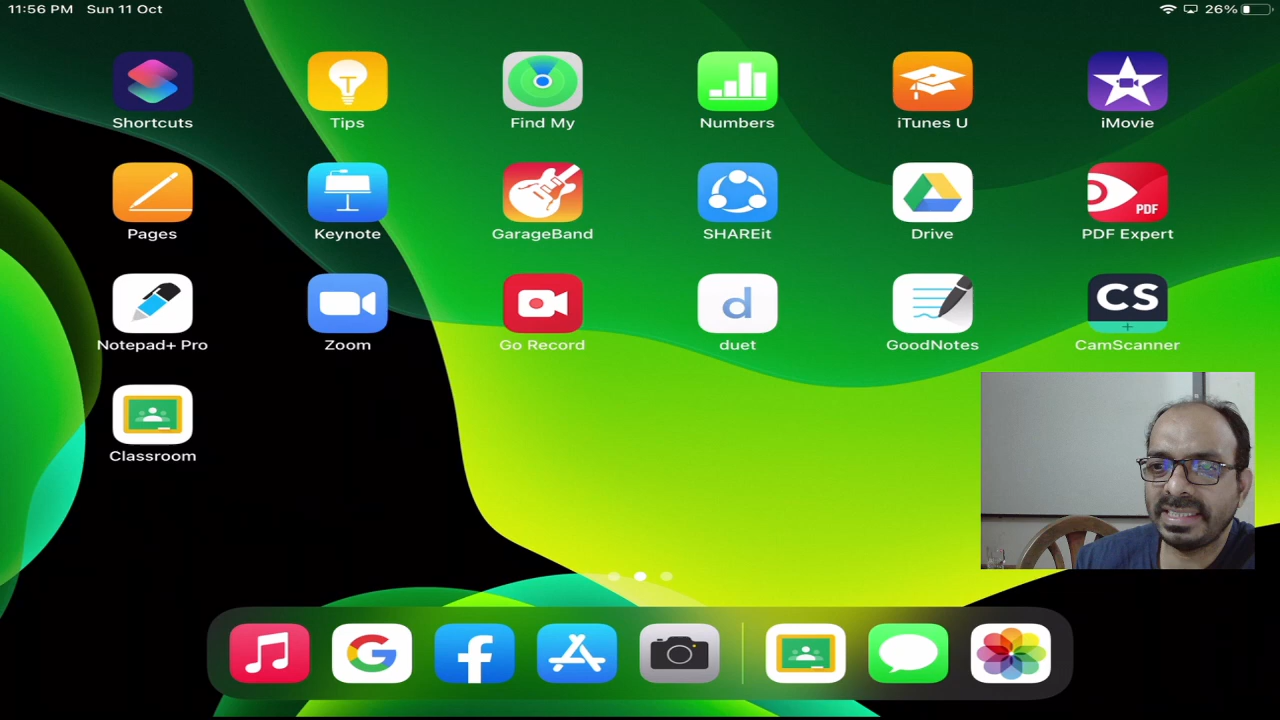 11:56 PM Sun 11 Oct 26%
Shortcuts Tips Find My Numbers iTunes U iMovie
PDF
Pages Keynote GarageBand SHAREit Drive PDF Expert
d CS
Notepad+ Pro Zoom Go Record duet GoodNotes CamScanner
Classroom
G f